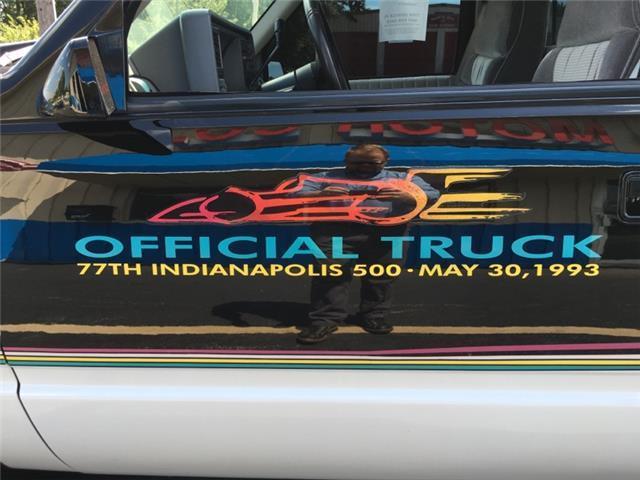 OFFICIAL TRUCK
77TH INDIANAPOLIS 500 • MAY 30, 1993